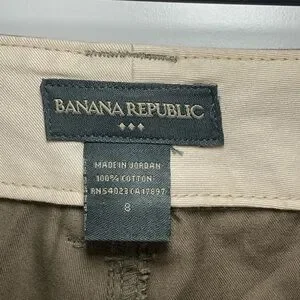 BANANA REPUBLIC
MADE IN JORDAN
100% COTTON
RN54023 CA17897
8